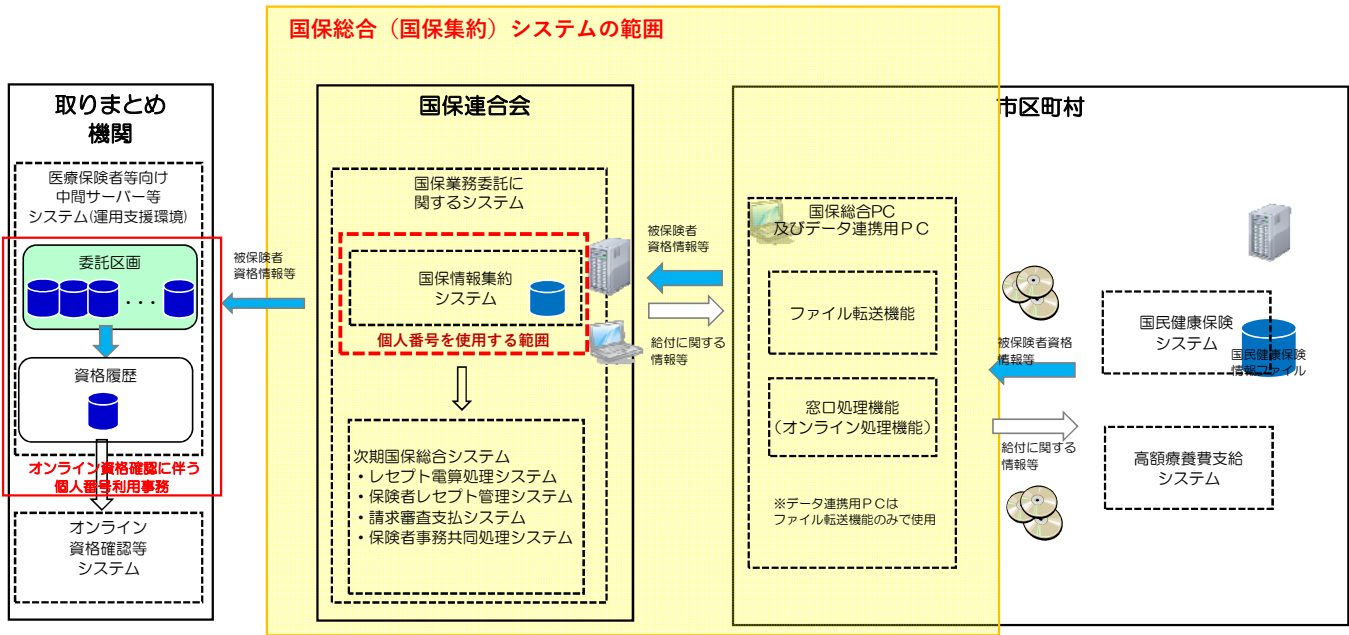 国保総合（国保集約）システムの範囲
取りまとめ
機関
医療保険者等向け
中間サーバー等
システム(運用支援環境)
委託区画
・・・
資格履歴
オンライン資格確認に伴う
個人番号利用事務
オンライン
資格確認等
システム
被保険者
資格情報等
国保連合会
国保業務委託に
関するシステム
国保情報集約
システム
個人番号を使用する範囲
次期国保総合システム
・レセプト電算処理システム
・保険者レセプト管理システム
・請求審査支払システム
・保険者事務共同処理システム
被保険者
資格情報等
給付に関する
情報等
市区町村
国保総合PC
及びデータ連携用ＰＣ
ファイル転送機能
窓口処理機能
（オンライン処理機能）
※データ連携用ＰＣは
ファイル転送機能のみで使用
被保険者資格
情報等
給付に関する
情報等
国民健康保険
システム
国民健康保険
情報ファイル
高額療養費支給
システム